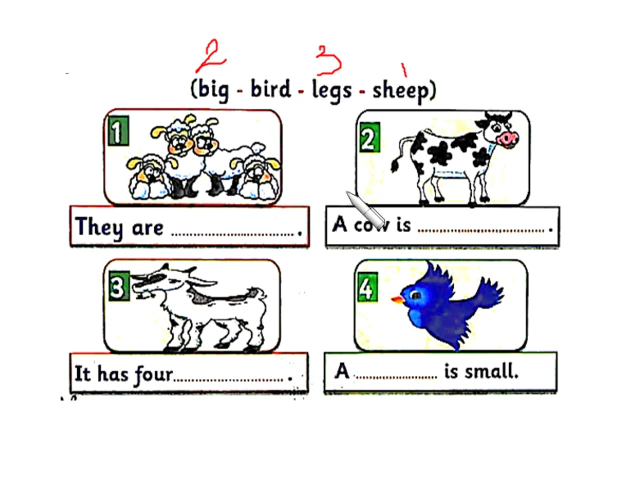 2 3 1
(big - bird - legs - sheep)
1 2
They are ................................ . A cow is ................................ .
3 4
It has four............................ . A ..................... is small.